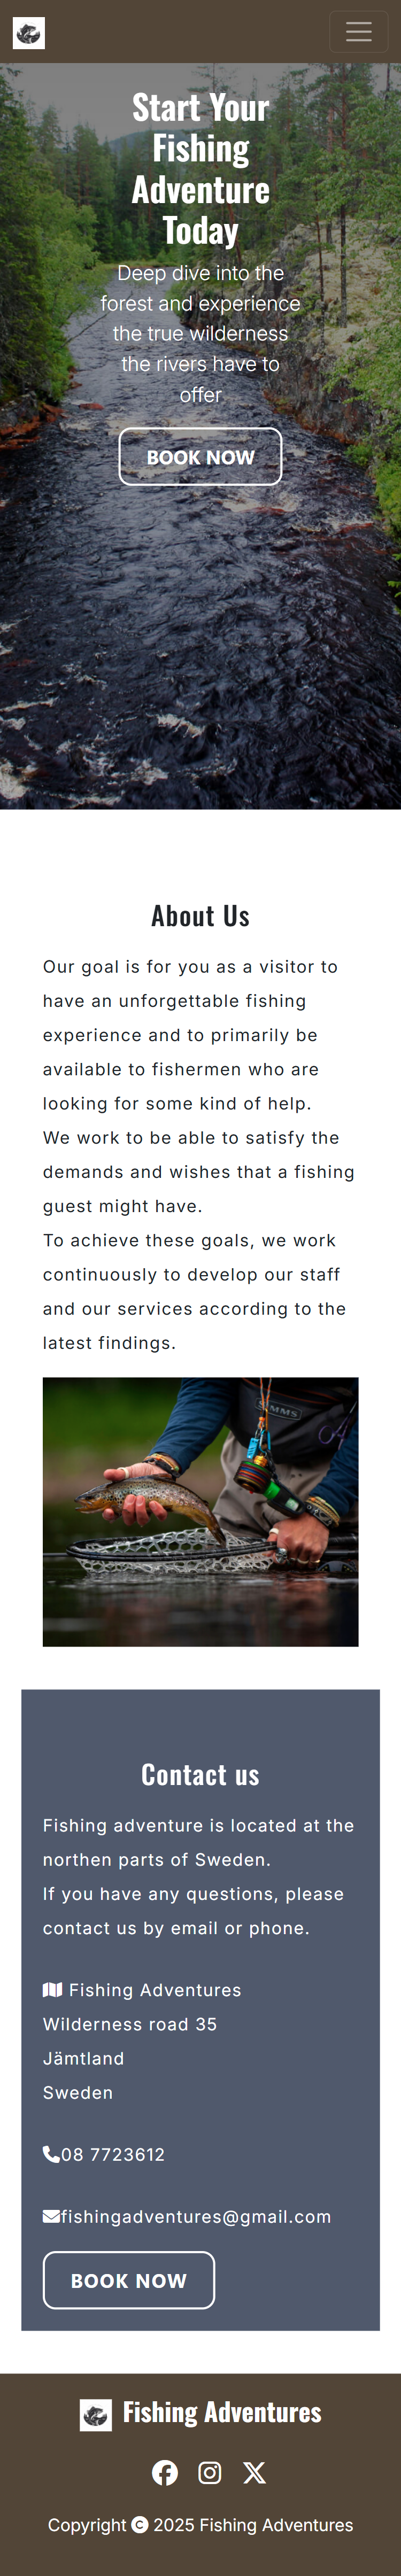 Start Your
Fishing
Adventure
Today
Deep dive into the
forest and experience
the true wilderness
the rivers have to
offer
BOOK NOW
About Us
Our goal is for you as a visitor to
have an unforgettable fishing
experience and to primarily be
available to fishermen who are
looking for some kind of help.
We work to be able to satisfy the
demands and wishes that a fishing
guest might have.
To achieve these goals, we work
continuously to develop our staff
and our services according to the
latest findings.
SIMMS
Contact us
Fishing adventure is located at the
northen parts of Sweden.
If you have any questions, please
contact us by email or phone.
Fishing Adventures
Wilderness road 35
Jämtland
Sweden
08 7723612
fishingadventures@gmail.com
BOOK NOW
Fishing Adventures
Copyright © 2025 Fishing Adventures